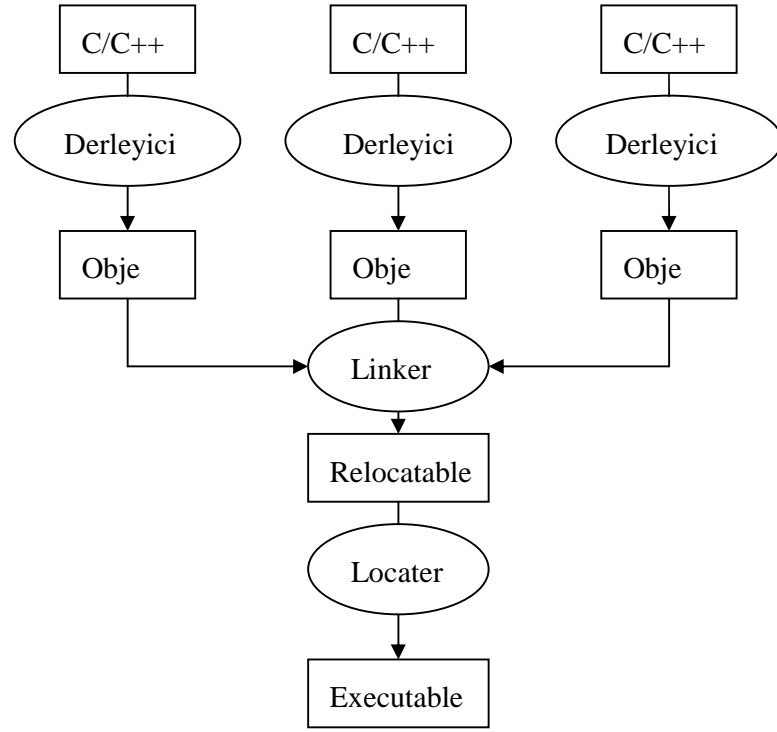 C/C++
C/C++
C/C++
Derleyici
Derleyici
Derleyici
Obje
Obje
Obje
Linker
Relocatable
Locater
Executable